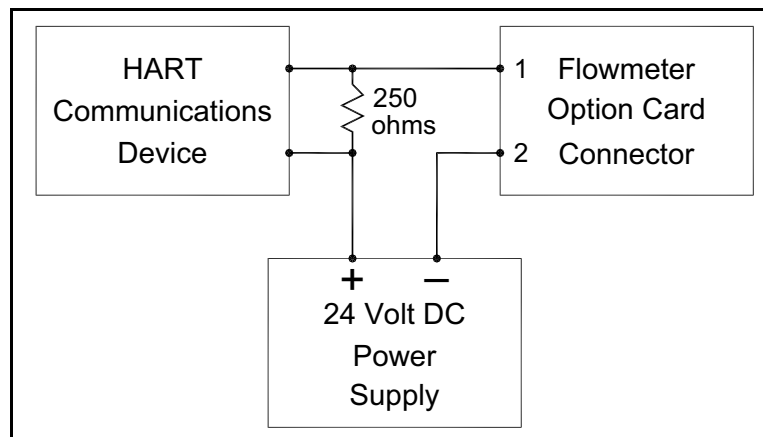 HART
Communications
Device
250
ohms
1
2
Flowmeter
Option Card
Connector
+ −
24 Volt DC
Power
Supply